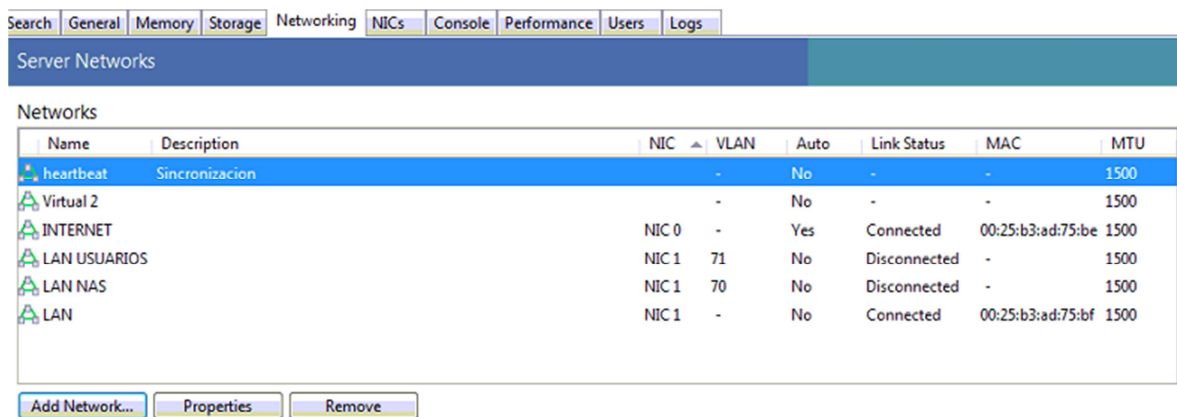 Search General Memory Storage Networking NICs Console Performance Users Logs
Server Networks
Networks
Name Description NIC VLAN Auto Link Status MAC MTU
heartbeat Sincronizacion - No - - 1500
Virtual 2 - No - - 1500
INTERNET NIC 0 - Yes Connected 00:25:b3:ad:75:be 1500
LAN USUARIOS NIC 1 71 No Disconnected - 1500
LAN NAS NIC 1 70 No Disconnected - 1500
LAN NIC 1 - No Connected 00:25:b3:ad:75:bf 1500
Add Network... Properties Remove